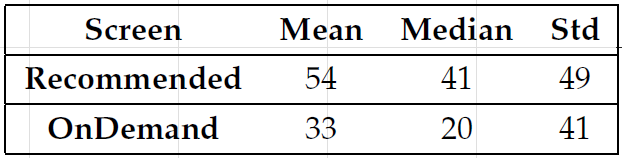 Screen Mean Median Std
Recommended 54 41 49
OnDemand 33 20 41